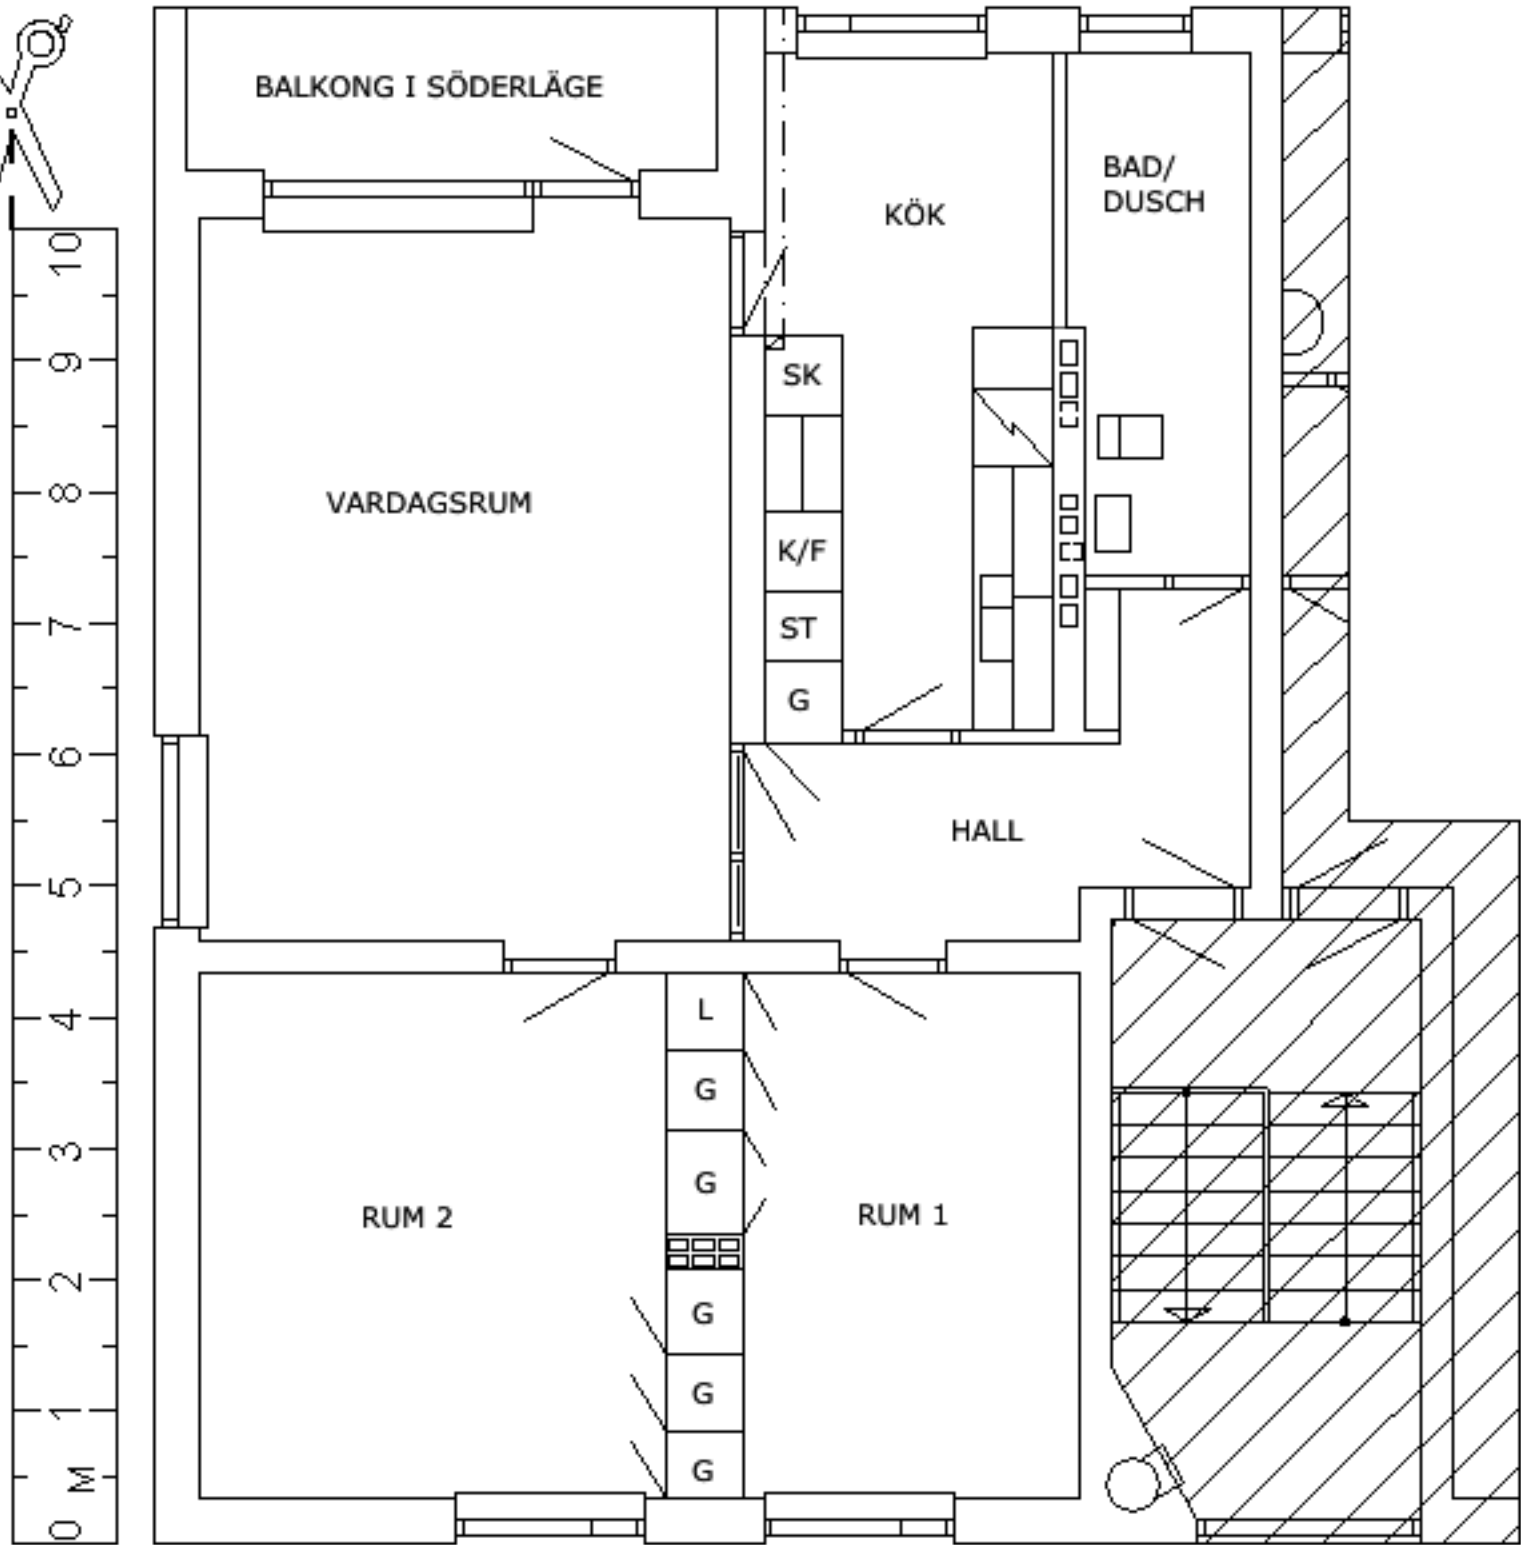 BALKONG I SÖDERLÄGE
KÖK
BAD/
DUSCH
SK
VARDAGSRUM
K/F
ST
G
HALL
L
G
G
RUM 2
RUM 1
G
G
G
10
9
8
7
6
5
4
3
2
1
M
0